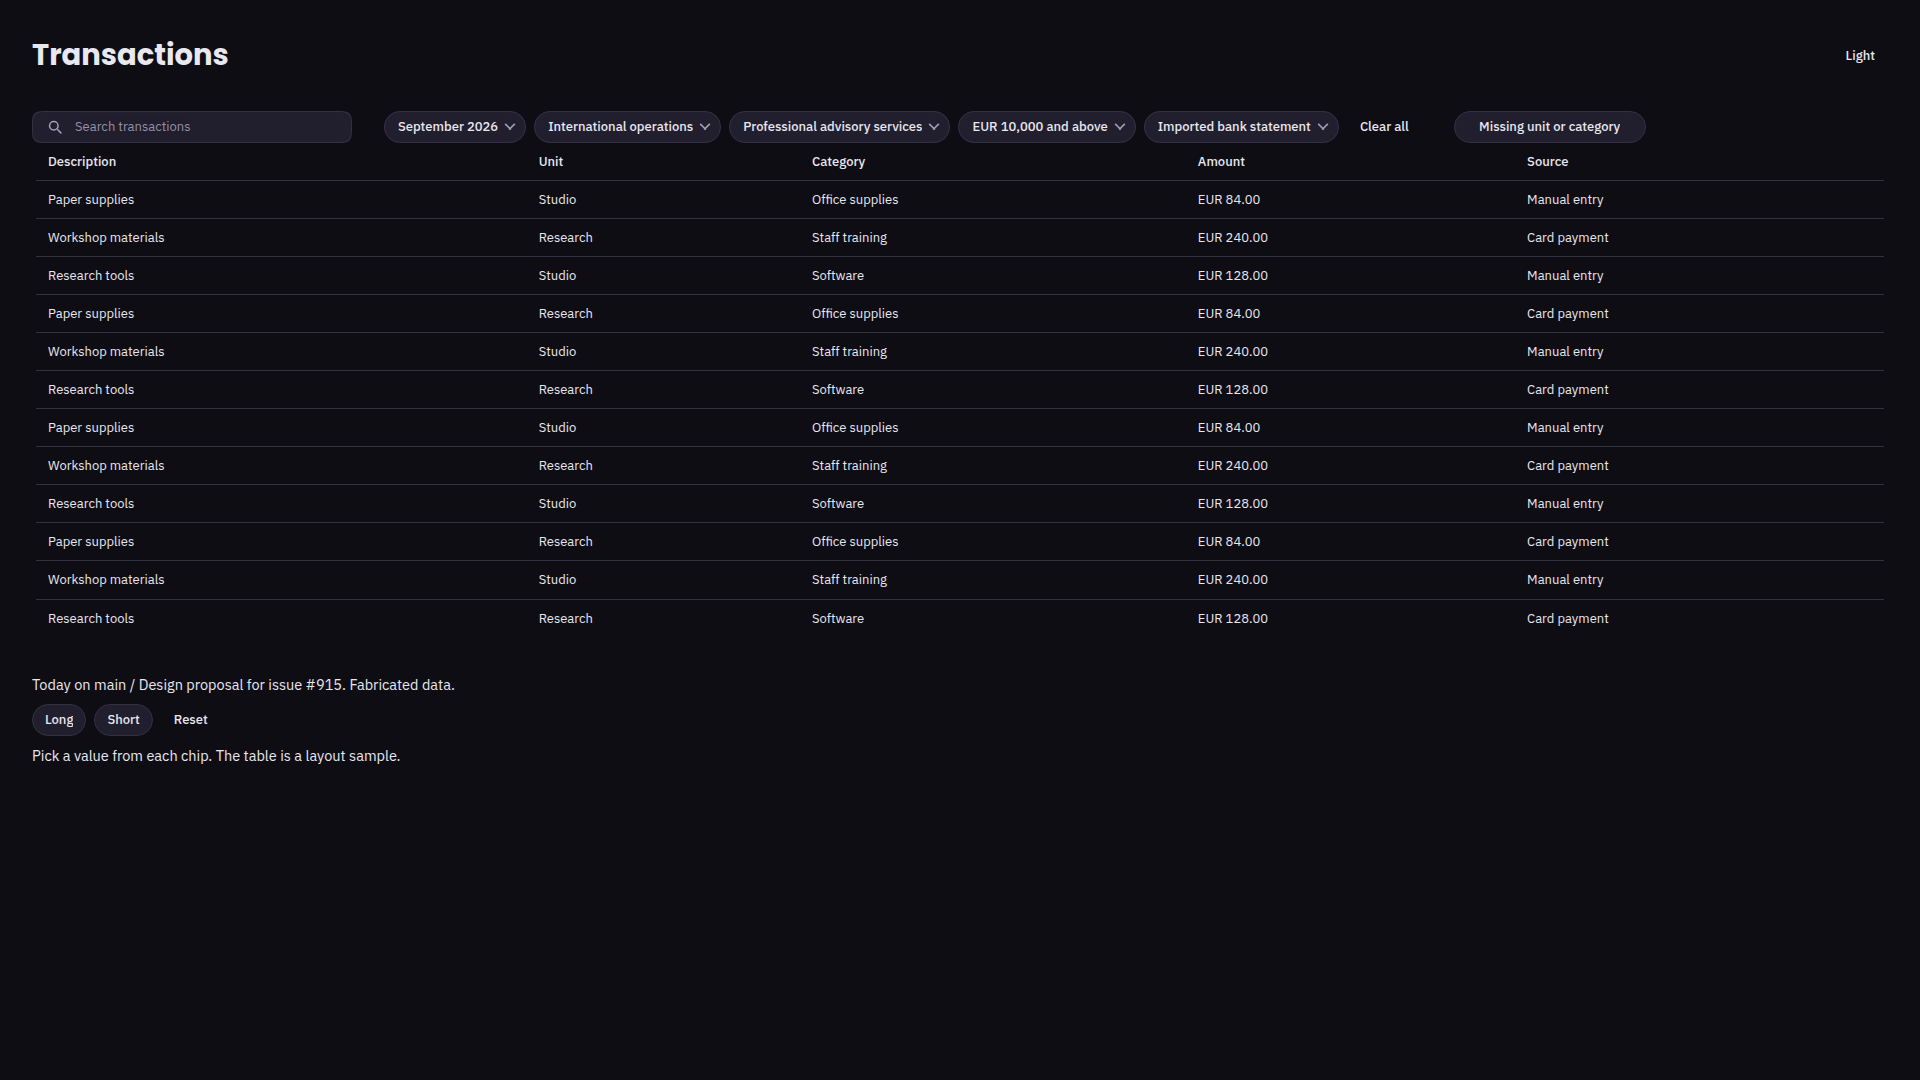 Transactions
Light
Search transactions
September 2026 International operations Professional advisory services EUR 10,000 and above Imported bank statement Clear all Missing unit or category
Description Unit Category Amount Source
Paper supplies Studio Office supplies EUR 84.00 Manual entry
Workshop materials Research Staff training EUR 240.00 Card payment
Research tools Studio Software EUR 128.00 Manual entry
Paper supplies Research Office supplies EUR 84.00 Card payment
Workshop materials Studio Staff training EUR 240.00 Manual entry
Research tools Research Software EUR 128.00 Card payment
Paper supplies Studio Office supplies EUR 84.00 Manual entry
Workshop materials Research Staff training EUR 240.00 Card payment
Research tools Studio Software EUR 128.00 Manual entry
Paper supplies Research Office supplies EUR 84.00 Card payment
Workshop materials Studio Staff training EUR 240.00 Manual entry
Research tools Research Software EUR 128.00 Card payment
Today on main / Design proposal for issue #915. Fabricated data.
Long Short Reset
Pick a value from each chip. The table is a layout sample.